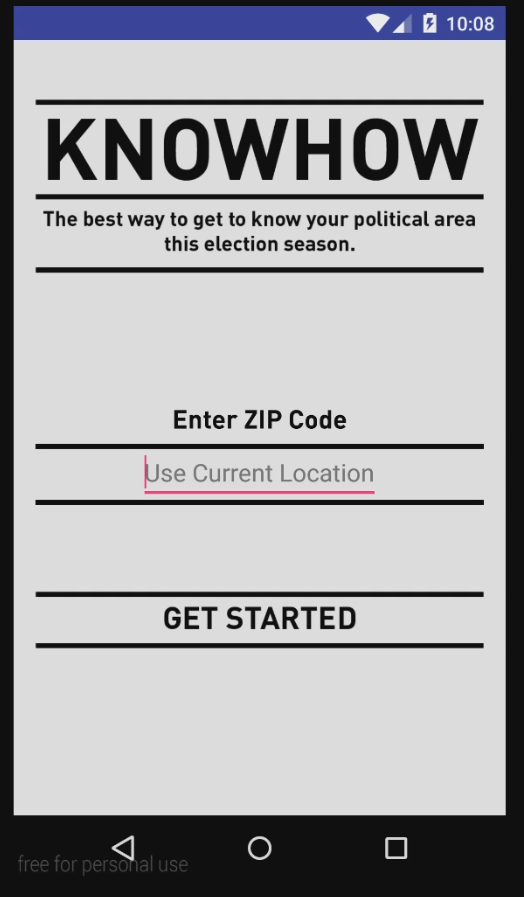 10:08
KNOWHOW
The best way to get to know your political area
this election season.
Enter ZIP Code
Use Current Location
GET STARTED
free for personal use